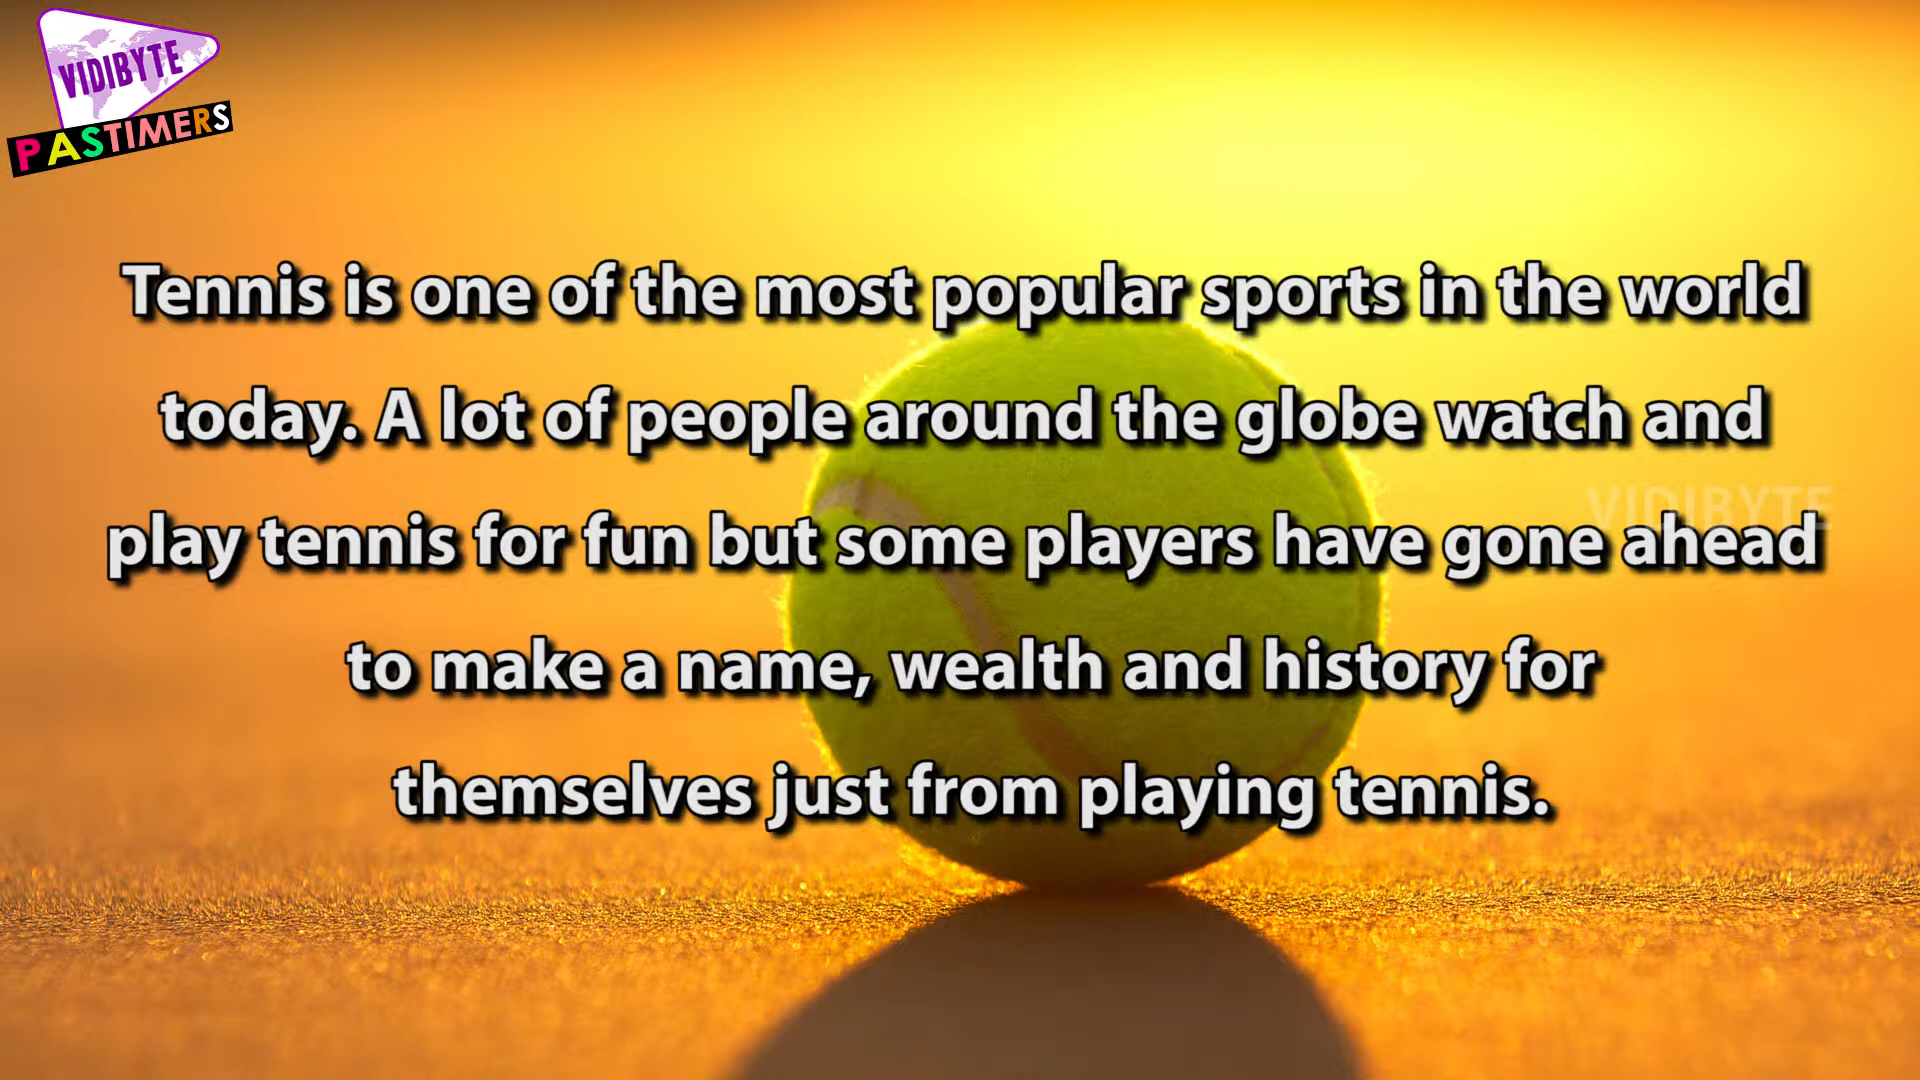 VIDIBYTE
PASTIMERS
Tennis is one of the most popular sports in the world
today. A lot of people around the globe watch and
VIDIBYTE
play tennis for fun but some players have gone ahead
to make a name, wealth and history for
themselves just from playing tennis.